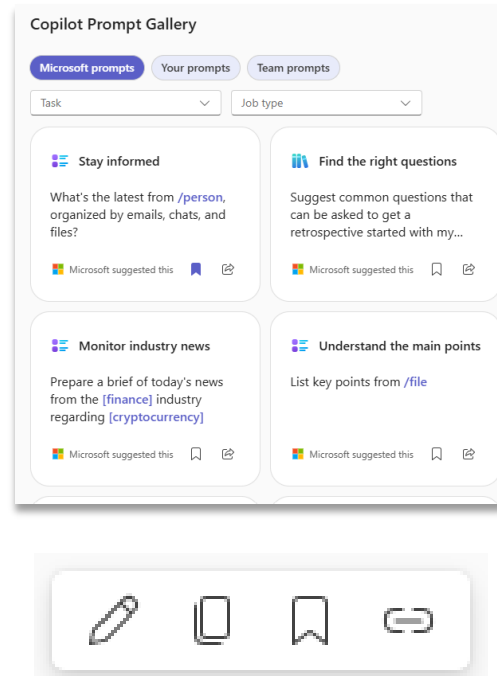 Copilot Prompt Gallery
Microsoft prompts
Your prompts
Team prompts
Task
Job type
Stay informed
What's the latest from /person,
organized by emails, chats, and
files?
Microsoft suggested this
Find the right questions
Suggest common questions that
can be asked to get a
retrospective started with my...
Microsoft suggested this
Monitor industry news
Prepare a brief of today's news
from the [finance] industry
regarding [cryptocurrency]
Microsoft suggested this
Understand the main points
List key points from /file
Microsoft suggested this